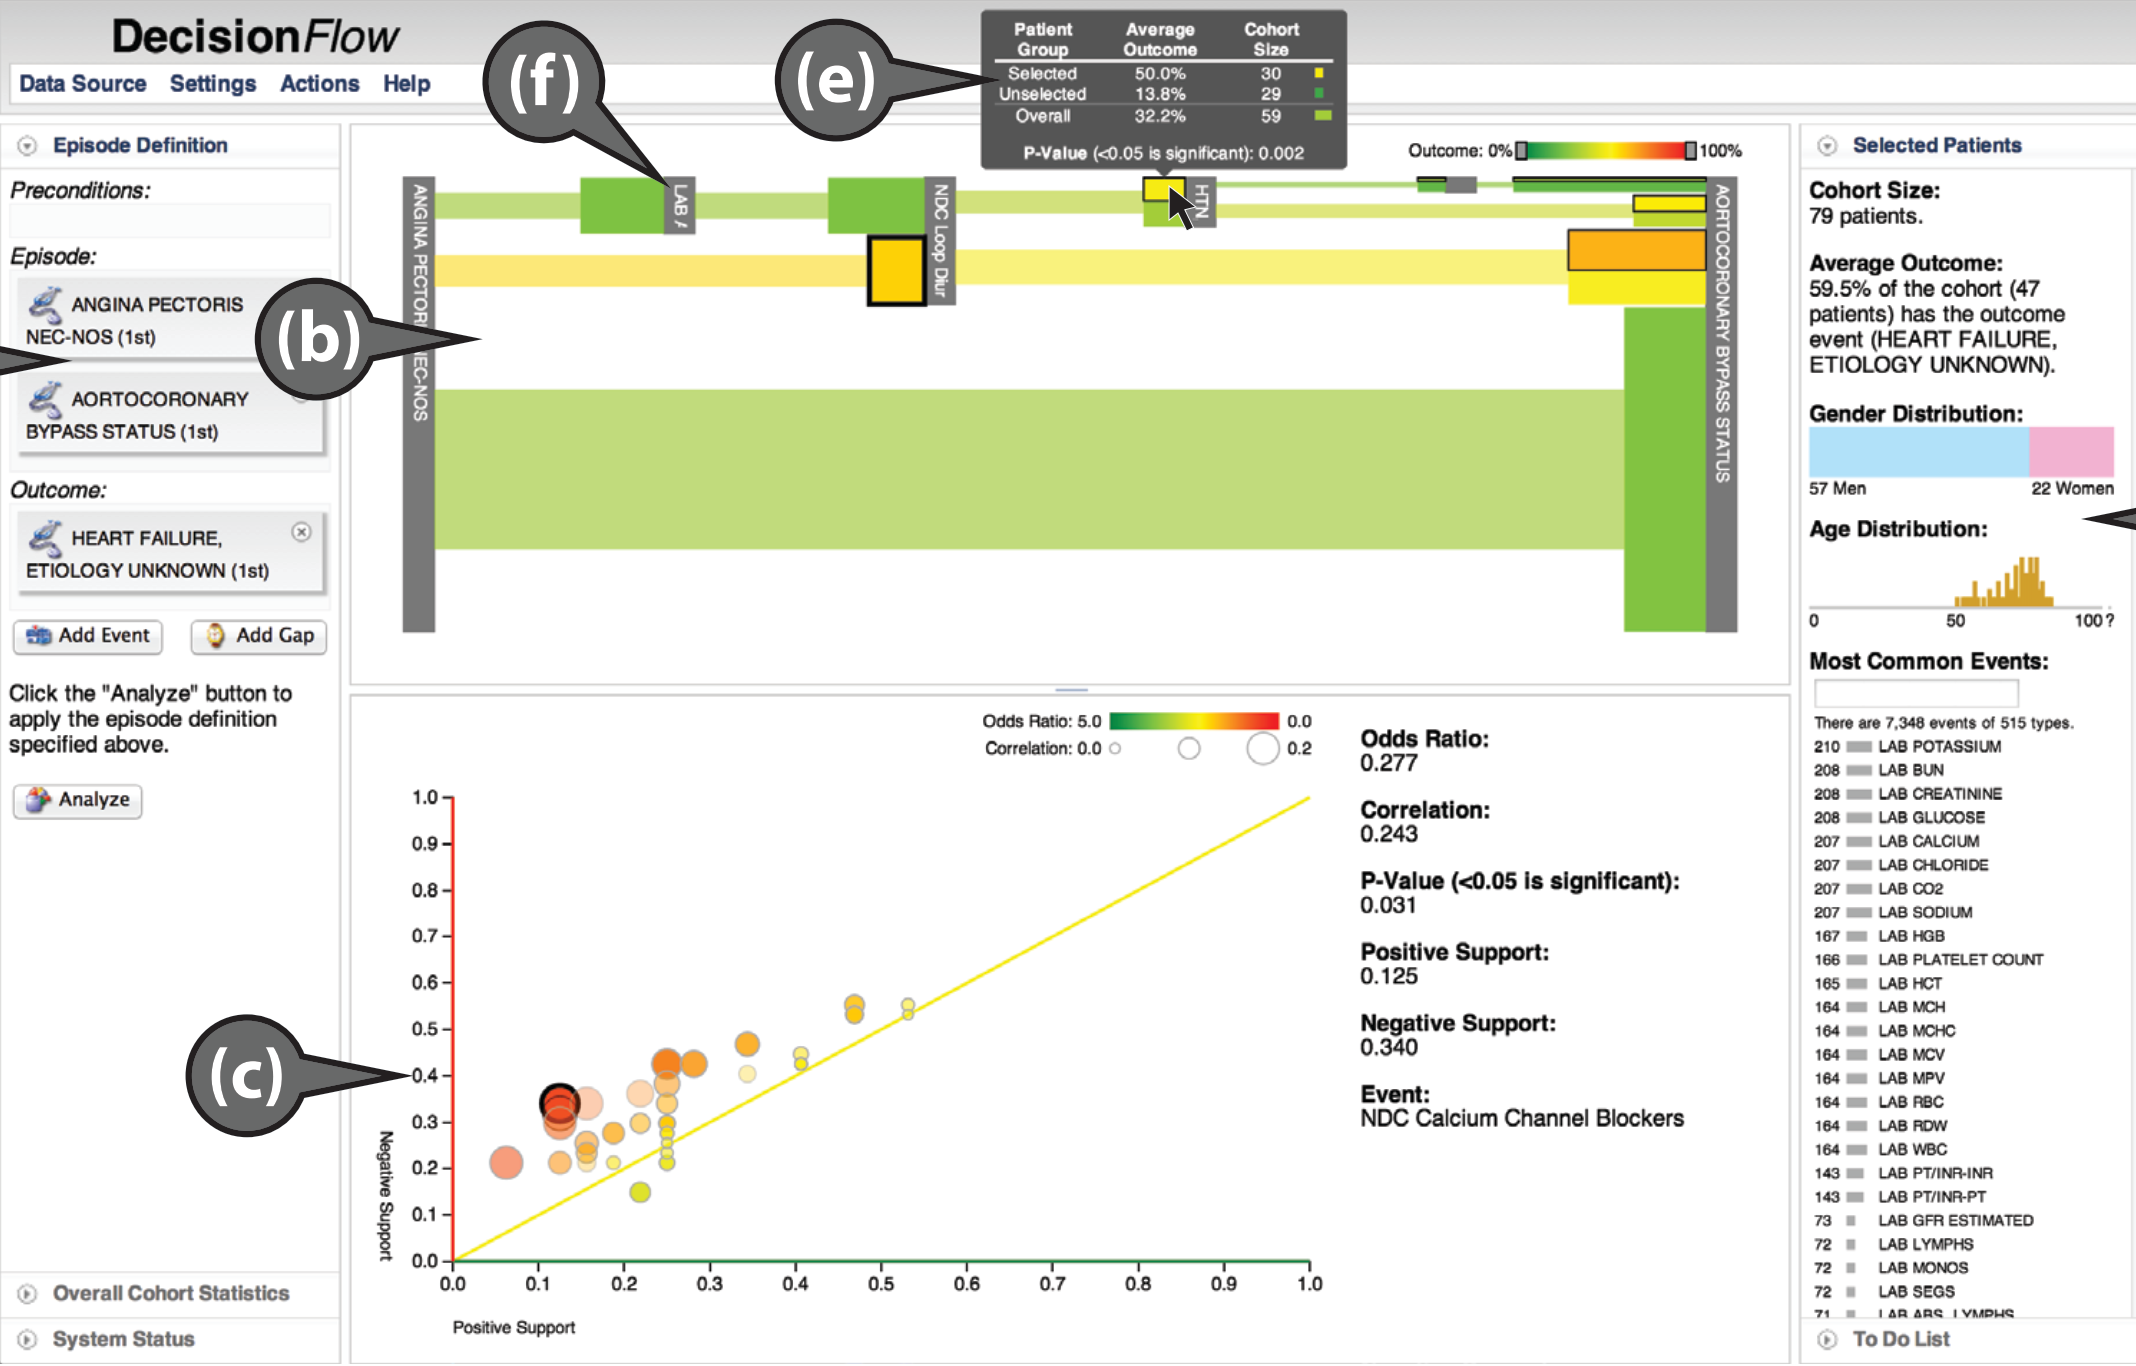 DecisionFlow
Data Source Settings Actions Help
(f)
(e)
Patient Group Average Outcome Cohort Size
Selected 50.0% 30
Unselected 13.8% 29
Overall 32.2% 59
P-Value (<0.05 is significant): 0.002
Episode Definition
Preconditions:
Episode:
ANGINA PECTORIS
NEC-NOS (1st)
AORTOCORONARY
BYPASS STATUS (1st)
Outcome:
HEART FAILURE,
ETIOLOGY UNKNOWN (1st)
Add Event Add Gap
Click the "Analyze" button to
apply the episode definition
specified above.
Analyze
Overall Cohort Statistics
System Status
(b)
Outcome: 0% 100%
ANGINA PECTORI NEC-NOS
LAB
NDC Loop Diur
HTN
AORTOCORONARY BYPASS STATUS
(c)
Odds Ratio: 5.0 0.0
Correlation: 0.0 0.2
1.0
0.9
0.8
0.7
0.6
0.5
0.4
0.3
0.2
0.1
0.0
Negative Support
0.0 0.1 0.2 0.3 0.4 0.5 0.6 0.7 0.8 0.9 1.0
Positive Support
Odds Ratio:
0.277
Correlation:
0.243
P-Value (<0.05 is significant):
0.031
Positive Support:
0.125
Negative Support:
0.340
Event:
NDC Calcium Channel Blockers
Selected Patients
Cohort Size:
79 patients.
Average Outcome:
59.5% of the cohort (47
patients) has the outcome
event (HEART FAILURE,
ETIOLOGY UNKNOWN).
Gender Distribution:
57 Men 22 Women
Age Distribution:
0 50 100 ?
Most Common Events:
There are 7,348 events of 515 types.
210 LAB POTASSIUM
208 LAB BUN
208 LAB CREATININE
208 LAB GLUCOSE
207 LAB CALCIUM
207 LAB CHLORIDE
207 LAB CO2
207 LAB SODIUM
167 LAB HGB
166 LAB PLATELET COUNT
165 LAB HCT
164 LAB MCH
164 LAB MCHC
164 LAB MCV
164 LAB MPV
164 LAB RBC
164 LAB RDW
164 LAB WBC
143 LAB PT/INR-INR
143 LAB PT/INR-PT
73 LAB GFR ESTIMATED
72 LAB LYMPHS
72 LAB MONOS
72 LAB SEGS
71 LAB ABS. LYMPHS
To Do List